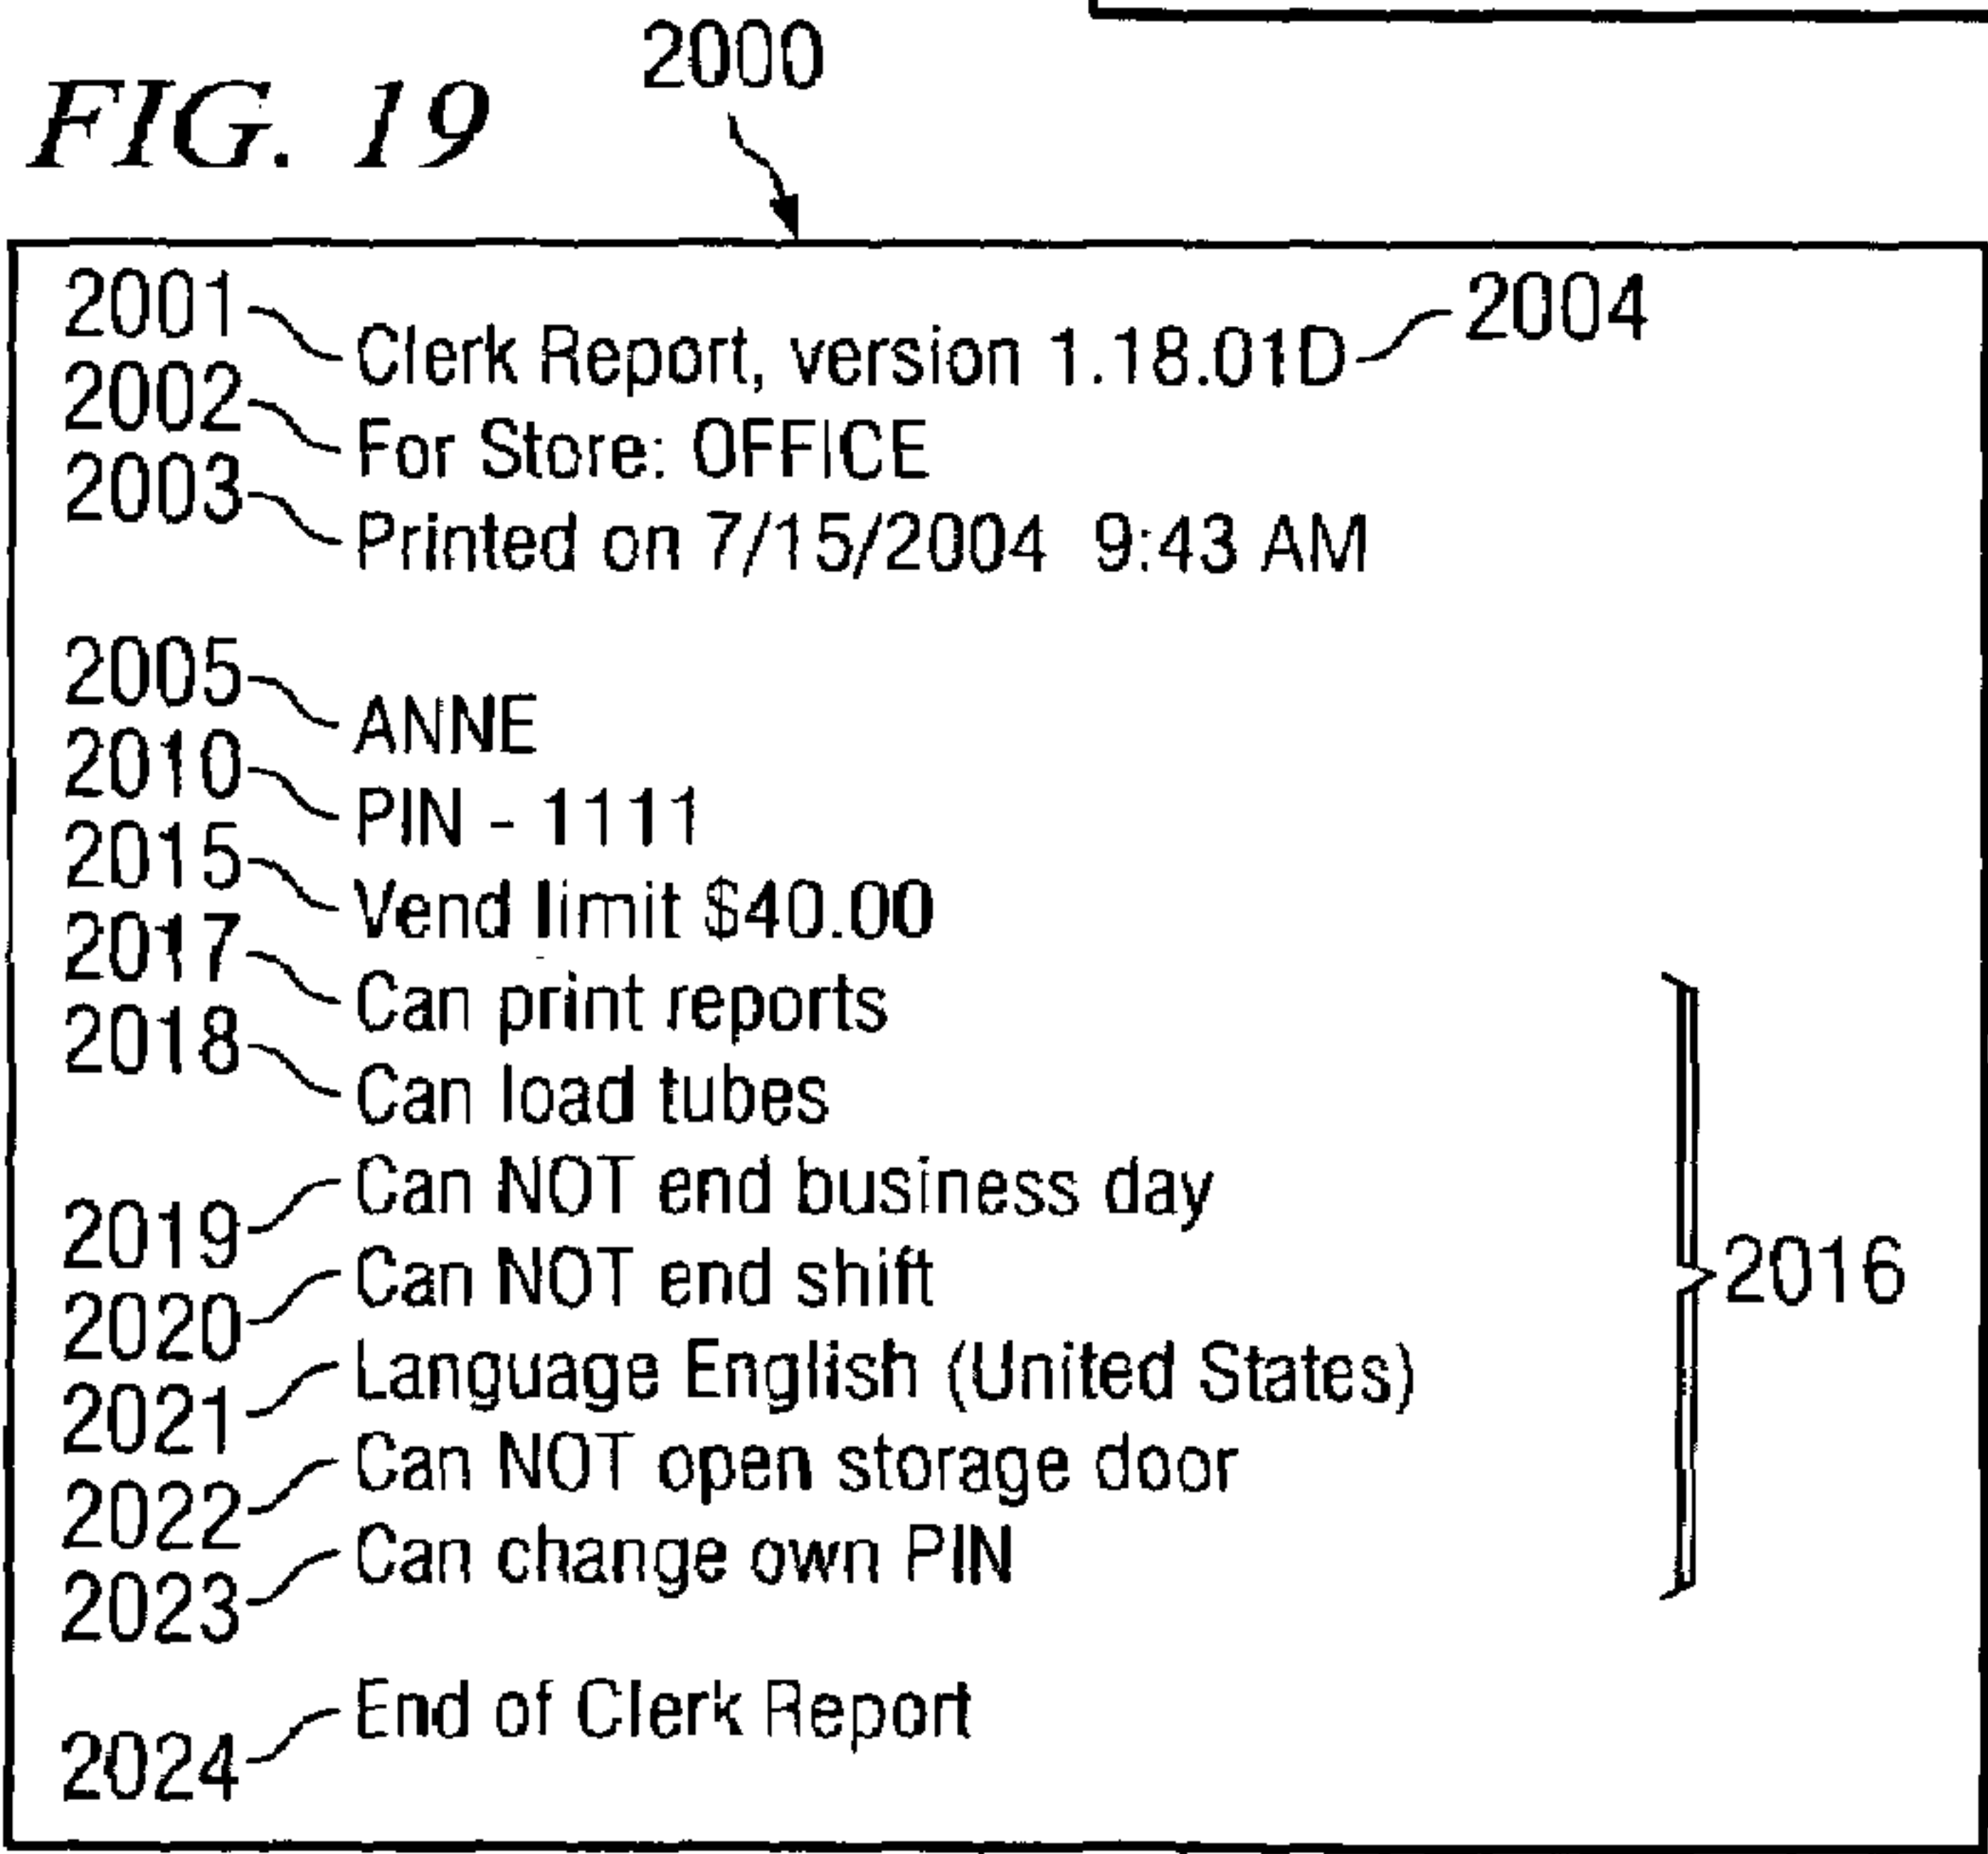 FIG. 19
2000
2001 Clerk Report, version 1.18.01D 2004
2002 For Store: OFFICE
2003 Printed on 7/15/2004 9:43 AM
2005 ANNE
2010 PIN - 1111
2015 Vend limit $40.00
2017 Can print reports
2018 Can load tubes
2019 Can NOT end business day
2020 Can NOT end shift
2016
2021 Language English (United States)
2022 Can NOT open storage door
2023 Can change own PIN
2024 End of Clerk Report